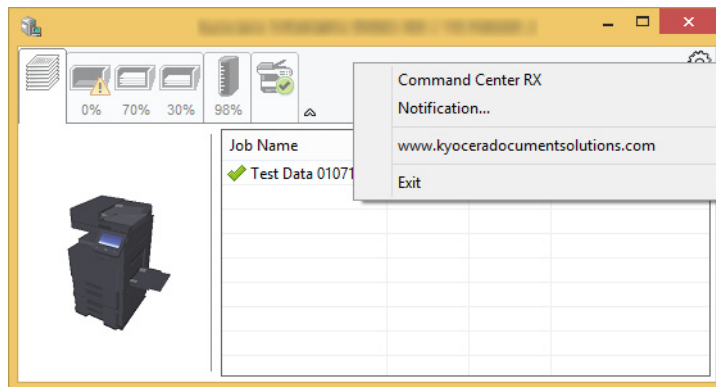 0% 70% 30% 98%
Command Center RX
Notification...
www.kyoceradocumentsolutions.com
Exit
Job Name
Test Data 01071